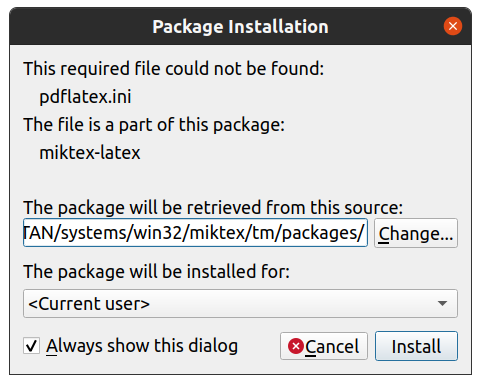 Package Installation
This required file could not be found:
pdflatex.ini
The file is a part of this package:
miktex-latex
The package will be retrieved from this source:
TAN/systems/win32/miktex/tm/packages/
Change...
The package will be installed for:
<Current user>
Always show this dialog
Cancel
Install